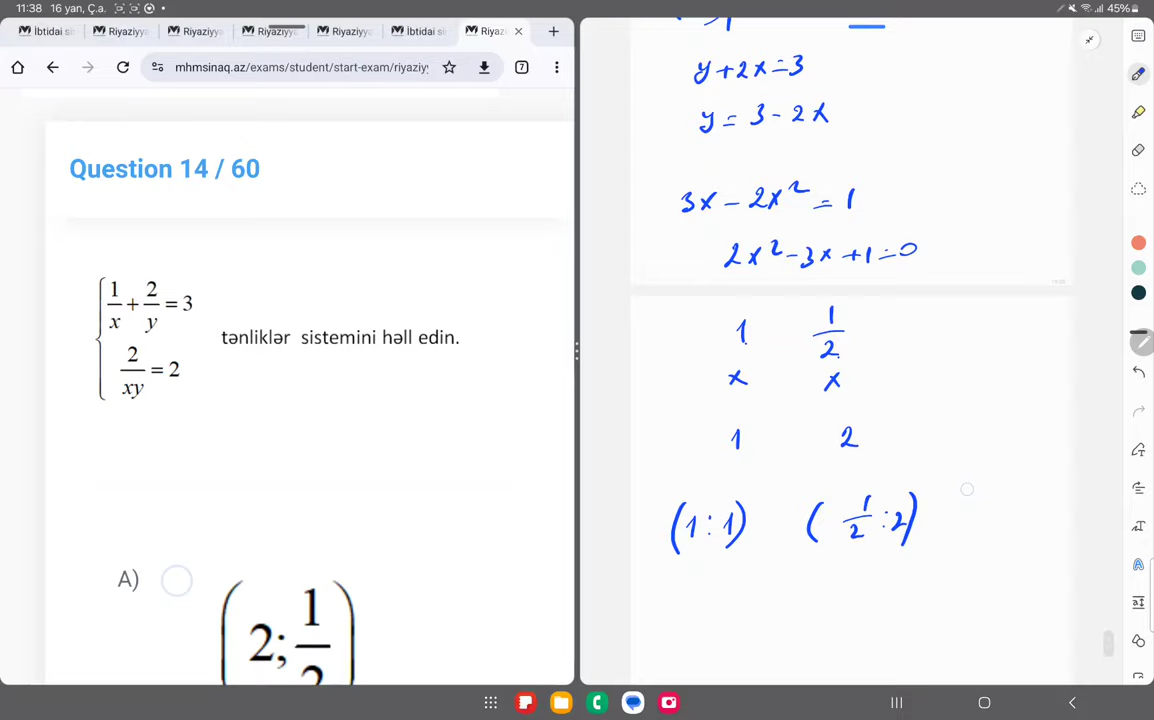 11:38 16 yan, Ç.a.
45%
İbtidai si
Riyaziyy
Riyaziyy
Riyaziyya
Riyaziyy
İbtidai si
Riyaz
mhmsinaq.az/exams/student/start-exam/riyaziy
7
Question 14 / 60
1/x + 2/y = 3
2/xy = 2
tənliklər sistemini həll edin.
A)
(2; 1/2
y+2x=3
y = 3 - 2x
3x - 2x² = 1
2x² - 3x + 1 = 0
1 1/2
x x
1 2
(1:1) (1/2:2)